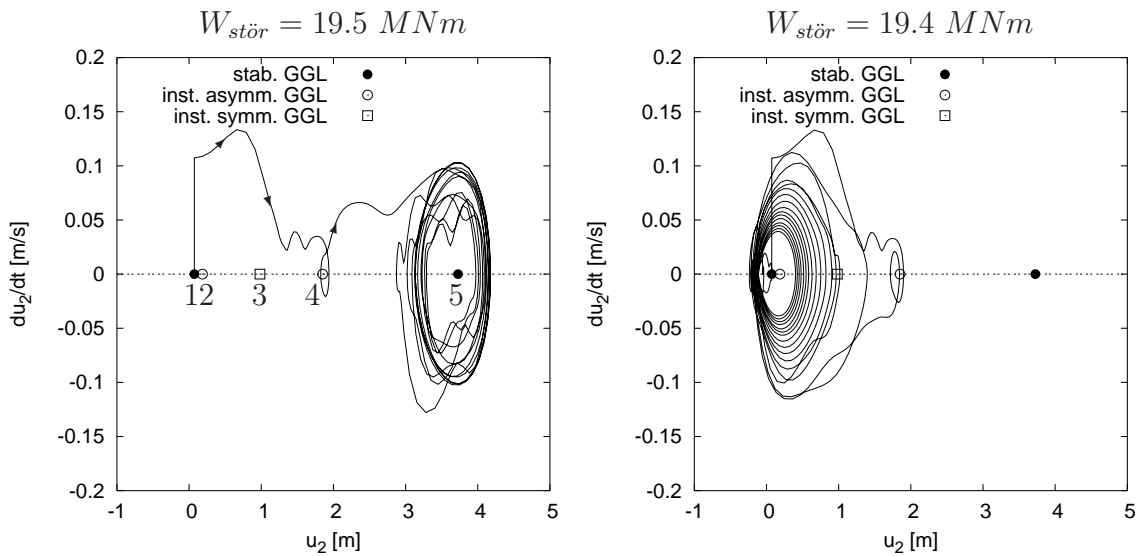 W_stör = 19.5 MNm
0.2
0.15
0.1
0.05
0
-0.05
-0.1
-0.15
-0.2
stab. GGL
inst. asymm. GGL
inst. symm. GGL
12 3 4 5
-1 0 1 2 3 4 5
du₂/dt [m/s]
u₂ [m]
W_stör = 19.4 MNm
0.2
0.15
0.1
0.05
0
-0.05
-0.1
-0.15
-0.2
stab. GGL
inst. asymm. GGL
inst. symm. GGL
-1 0 1 2 3 4 5
du₂/dt [m/s]
u₂ [m]